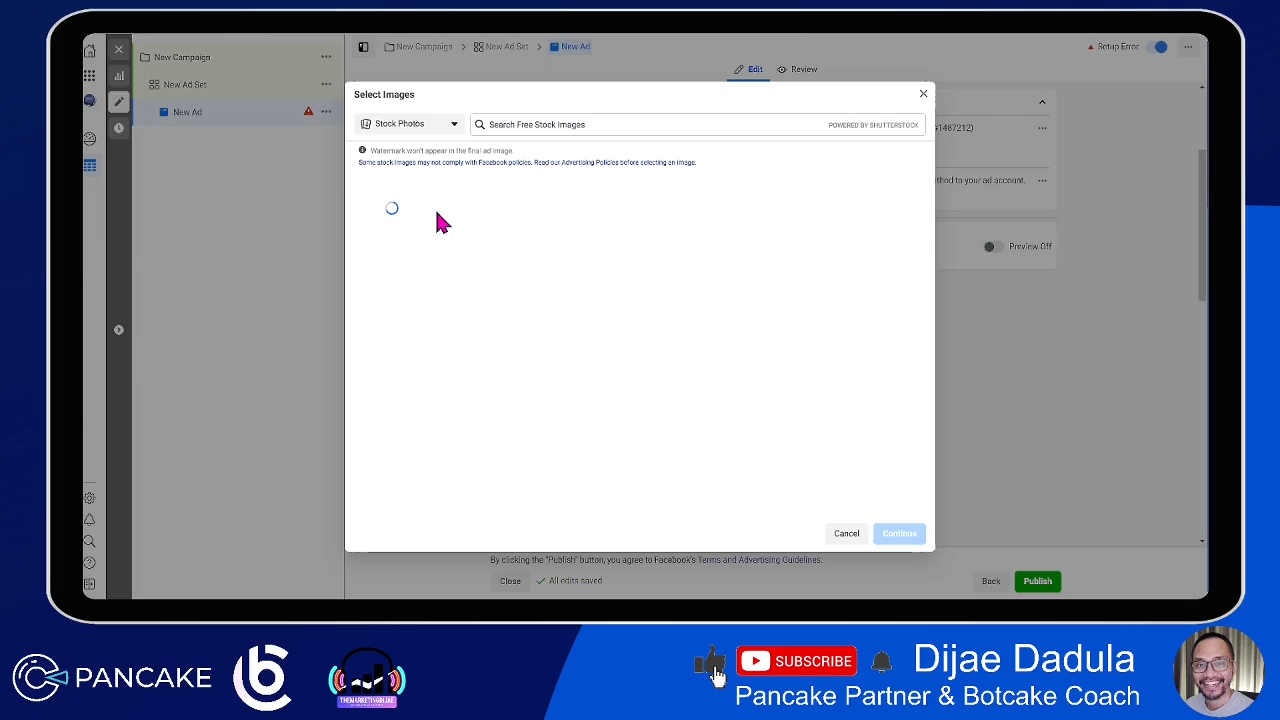 New Campaign
New Ad Set
New Ad
New Campaign
New Ad Set
New Ad
Setup Error
Edit
Review
Select Images
Stock Photos
Search Free Stock Images
POWERED BY SHUTTERSTOCK
Watermark won't appear in the final ad image.
Some stock images may not comply with Facebook policies. Read our Advertising Policies before selecting an image.
#1487212)
method to your ad account.
Preview Off
Cancel
Continue
By clicking the "Publish" button, you agree to Facebook's Terms and Advertising Guidelines.
Close
All edits saved
Back
Publish
PANCAKE
THEMARKETINGDIJAE
SUBSCRIBE
Dijae Dadula
Pancake Partner & Botcake Coach